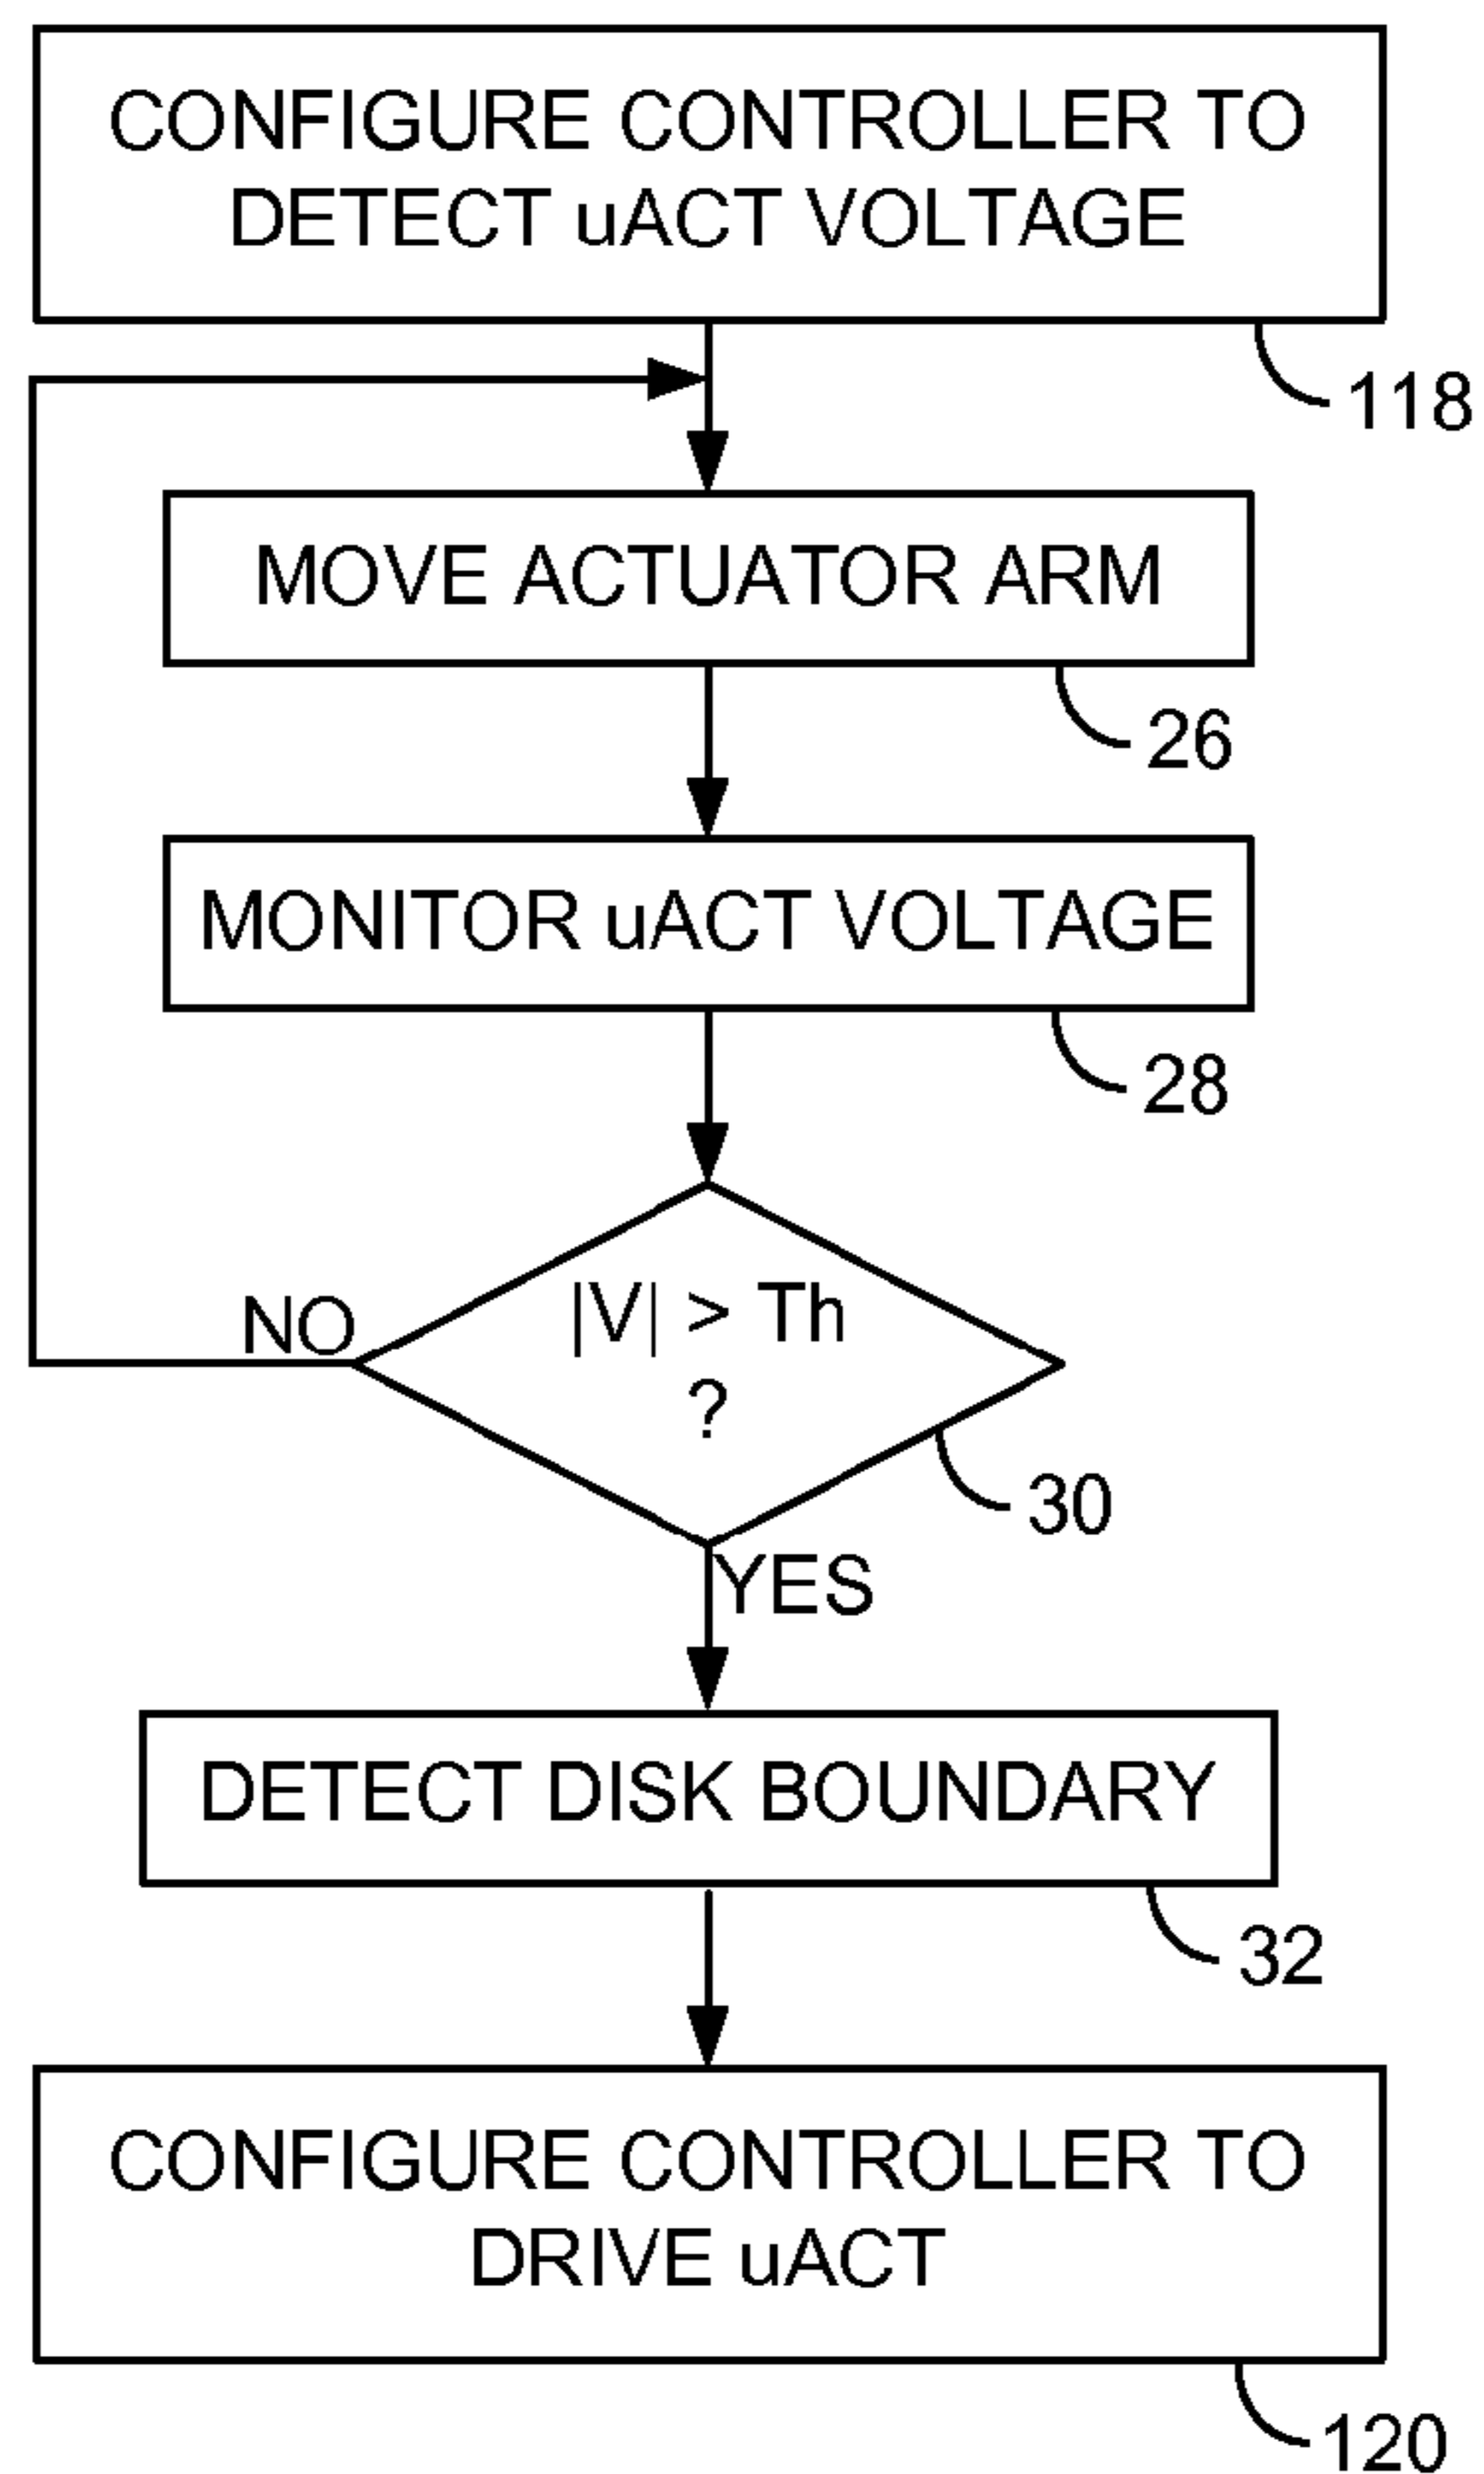 CONFIGURE CONTROLLER TO
DETECT uACT VOLTAGE
118
MOVE ACTUATOR ARM
26
MONITOR uACT VOLTAGE
28
|V| > Th
?
NO
30
YES
DETECT DISK BOUNDARY
32
CONFIGURE CONTROLLER TO
DRIVE uACT
120